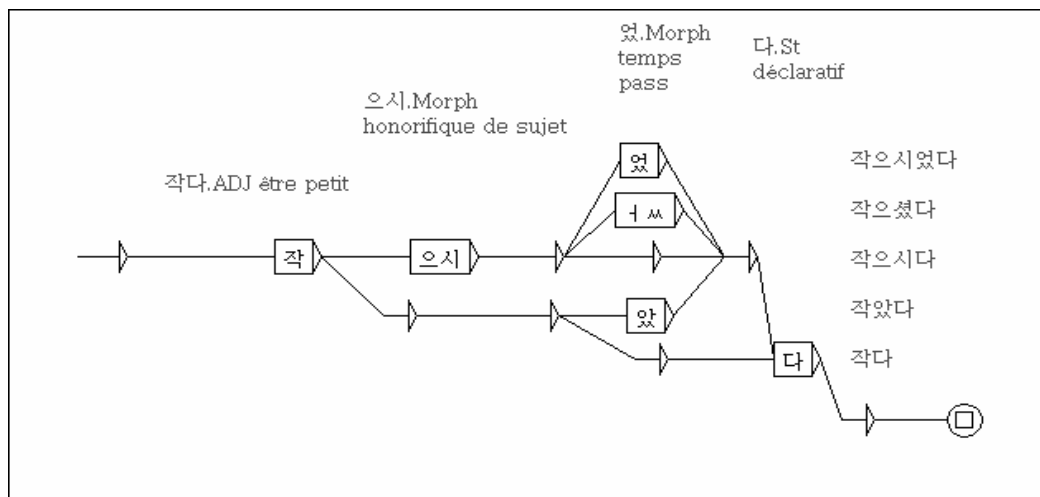 었.Morph
temps
pass
다.St
déclaratif
으시.Morph
honorifique de sujet
작다.ADJ être petit
었
ㅓㅆ
작
으시
았
다
작으시었다
작으셨다
작으시다
작았다
작다